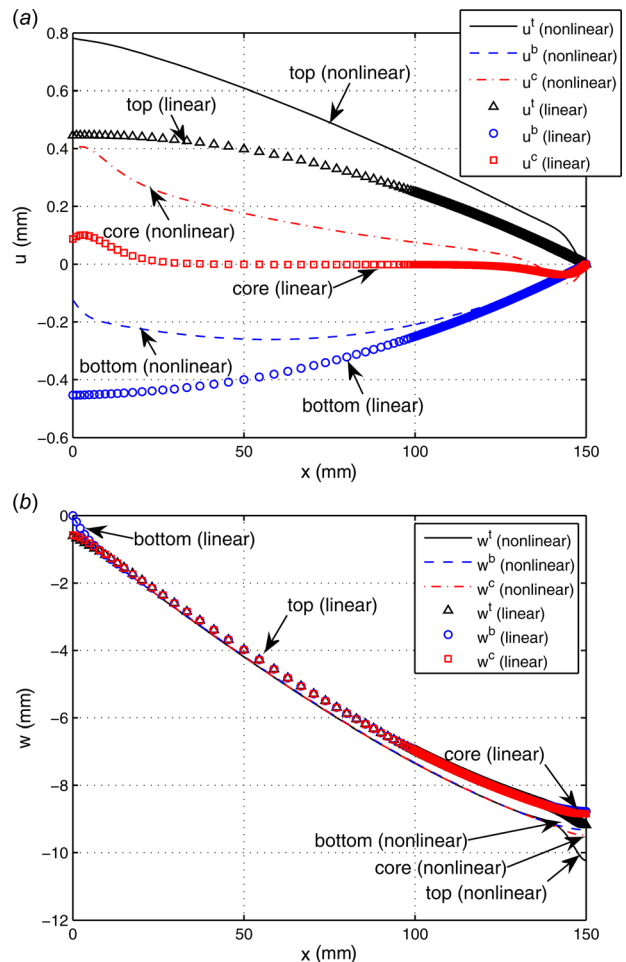 (a)
0.8
0.6
0.4
0.2
0
−0.2
−0.4
−0.6
u (mm)
0
50
100
150
x (mm)
u^t (nonlinear)
u^b (nonlinear)
u^c (nonlinear)
u^t (linear)
u^b (linear)
u^c (linear)
top (nonlinear)
top (linear)
core (nonlinear)
core (linear)
bottom (nonlinear)
bottom (linear)
(b)
0
−2
−4
−6
−8
−10
−12
w (mm)
0
50
100
150
x (mm)
w^t (nonlinear)
w^b (nonlinear)
w^c (nonlinear)
w^t (linear)
w^b (linear)
w^c (linear)
bottom (linear)
top (linear)
core (linear)
bottom (nonlinear)
core (nonlinear)
top (nonlinear)